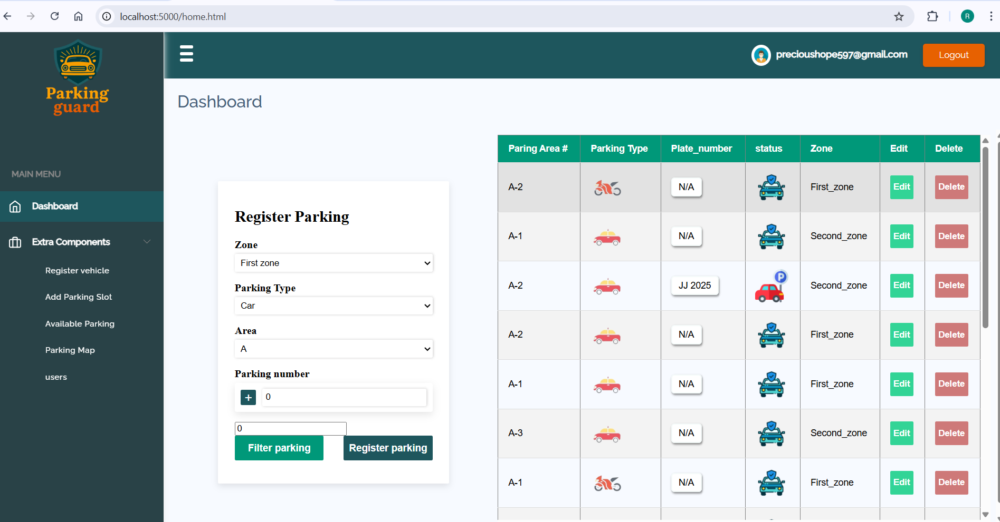 localhost:5000/home.html
R
Parking
guard
precioushope597@gmail.com
Logout
Dashboard
MAIN MENU
Dashboard
Extra Components
Register vehicle
Add Parking Slot
Available Parking
Parking Map
users
Register Parking
Zone
First zone
Parking Type
Car
Area
A
Parking number
+ 0
0
Filter parking Register parking
Paring Area # Parking Type Plate_number status Zone Edit Delete
A-2 N/A First_zone Edit Delete
A-1 N/A Second_zone Edit Delete
A-2 JJ 2025 P Second_zone Edit Delete
A-2 N/A First_zone Edit Delete
A-1 N/A First_zone Edit Delete
A-3 N/A Second_zone Edit Delete
A-1 N/A First_zone Edit Delete